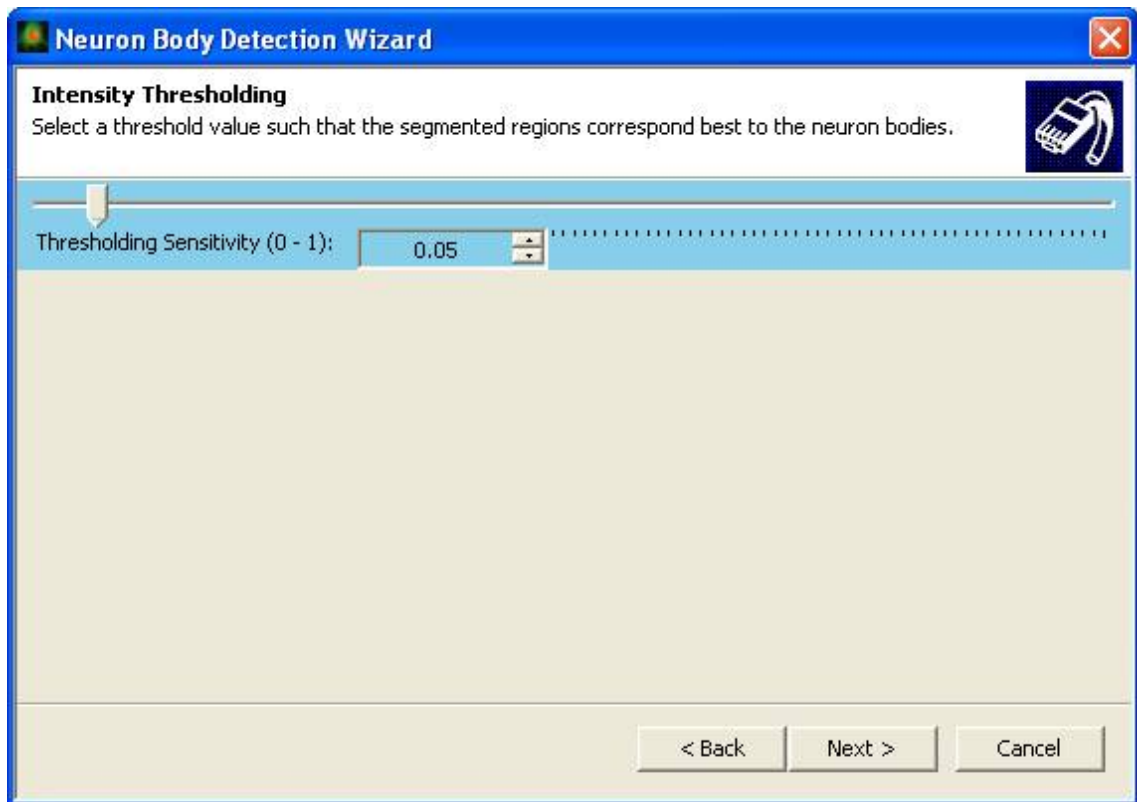 Neuron Body Detection Wizard
Intensity Thresholding
Select a threshold value such that the segmented regions correspond best to the neuron bodies.
Thresholding Sensitivity (0 - 1): 0.05
< Back Next > Cancel